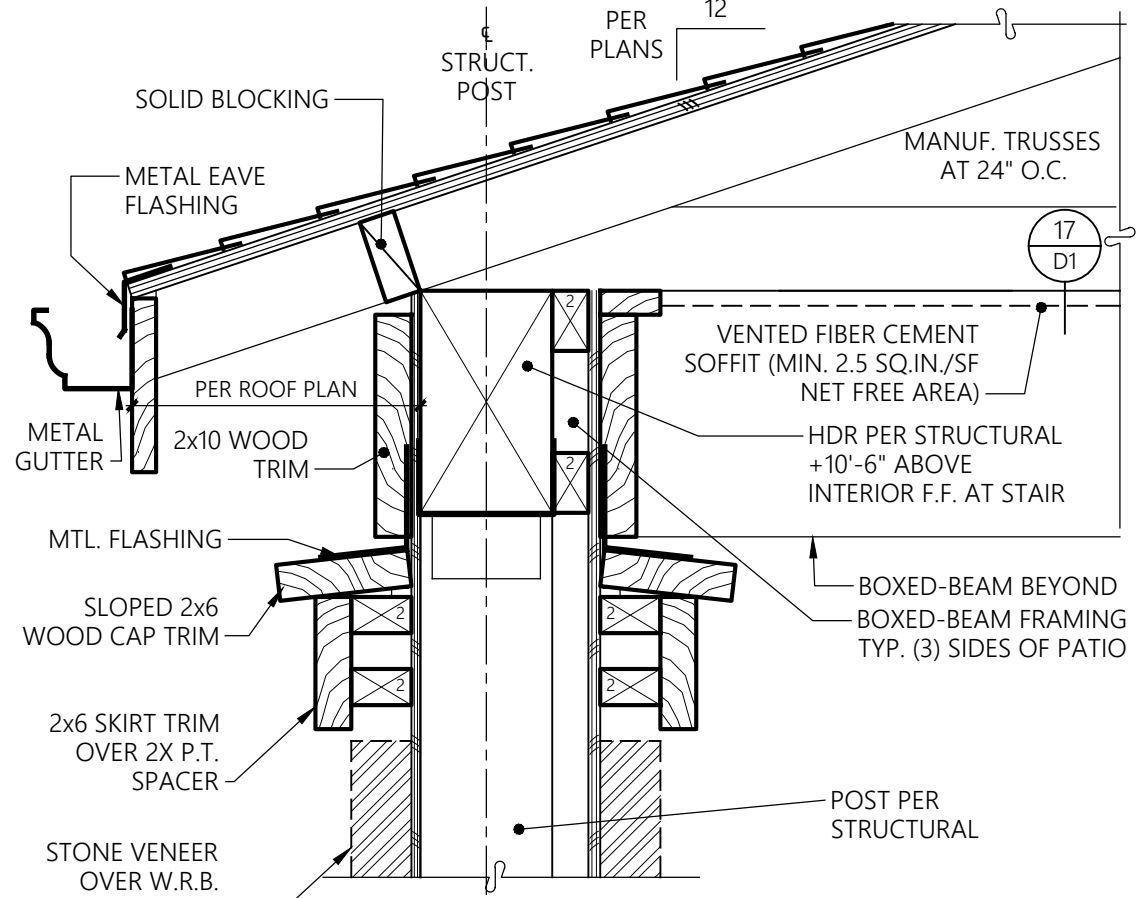 12
PER
PLANS
℄
STRUCT.
POST
SOLID BLOCKING
METAL EAVE
FLASHING
MANUF. TRUSSES
AT 24" O.C.
17
D1
2
VENTED FIBER CEMENT
SOFFIT (MIN. 2.5 SQ.IN./SF
NET FREE AREA)
PER ROOF PLAN
METAL
GUTTER
2x10 WOOD
TRIM
2
HDR PER STRUCTURAL
+10'-6" ABOVE
INTERIOR F.F. AT STAIR
MTL. FLASHING
SLOPED 2x6
WOOD CAP TRIM
BOXED-BEAM BEYOND
BOXED-BEAM FRAMING
TYP. (3) SIDES OF PATIO
2
2
2
2
2x6 SKIRT TRIM
OVER 2X P.T.
SPACER
POST PER
STRUCTURAL
STONE VENEER
OVER W.R.B.